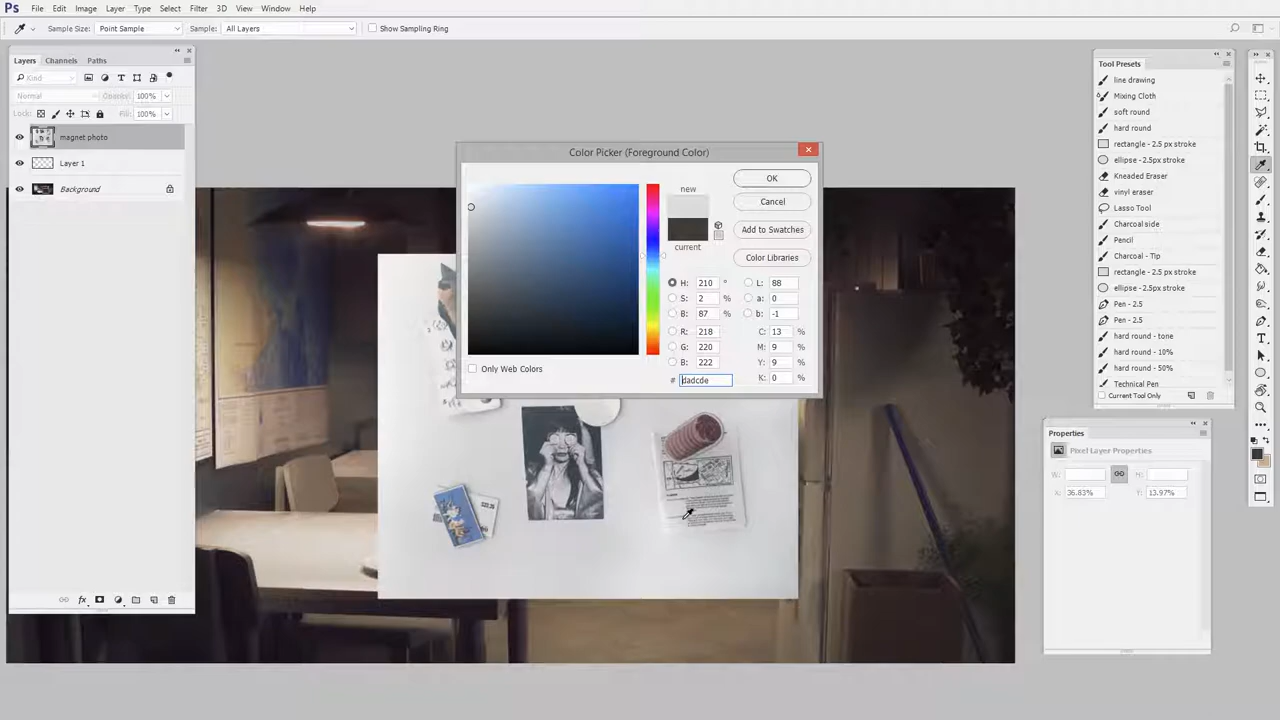 Ps File Edit Image Layer Type Select Filter 3D View Window Help
Sample Size: Point Sample Sample: All Layers Show Sampling Ring
Layers Channels Paths
Kind
Normal Opacity: 100%
Lock: Fill: 100%
magnet photo
Layer 1
Background
Color Picker (Foreground Color)
new
current
OK
Cancel
Add to Swatches
Color Libraries
H: 210 ° L: 88
S: 2 % a: 0
B: 87 % b: -1
R: 218 C: 13 %
G: 220 M: 9 %
B: 222 Y: 9 %
# dadcde K: 0 %
Only Web Colors
Tool Presets
line drawing
Mixing Cloth
soft round
hard round
rectangle - 2.5 px stroke
ellipse - 2.5px stroke
Kneaded Eraser
vinyl eraser
Lasso Tool
Charcoal side
Pencil
Charcoal - Tip
rectangle - 2.5 px stroke
ellipse - 2.5px stroke
Pen - 2.5
Pen - 2.5
hard round - tone
hard round - 10%
hard round - 50%
Technical Pen
Current Tool Only
Properties
Pixel Layer Properties
W: H:
X: 36.83% Y: 13.97%